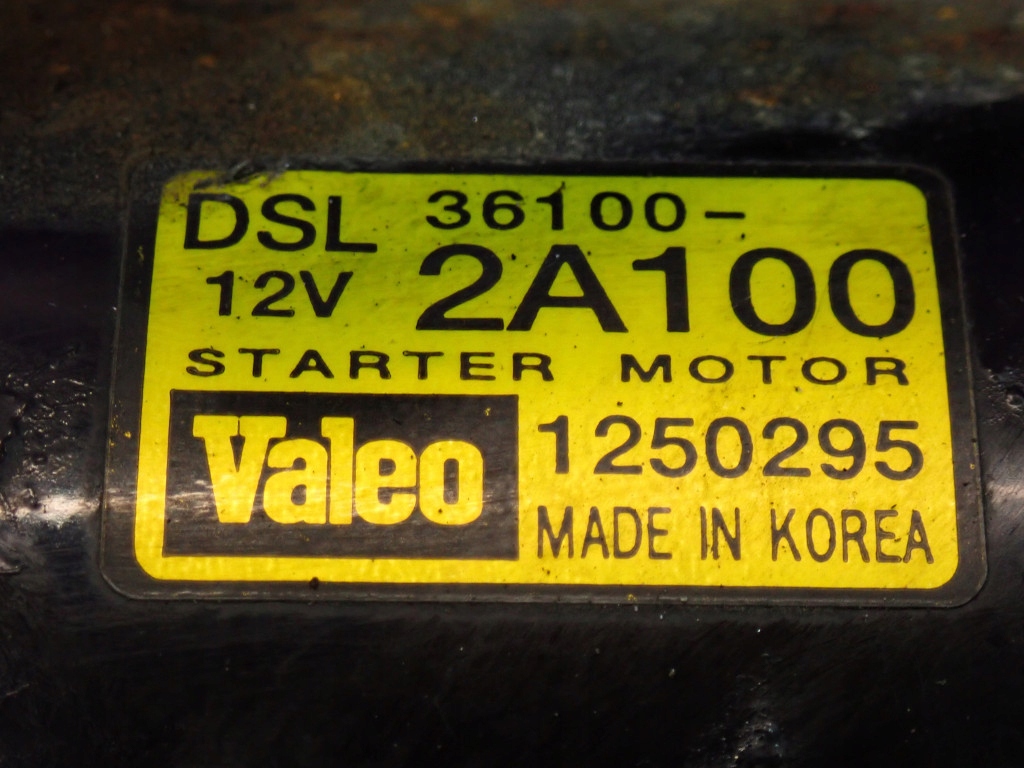 DSL 36100-
12V 2A100
STARTER MOTOR
Valeo 1250295
MADE IN KOREA